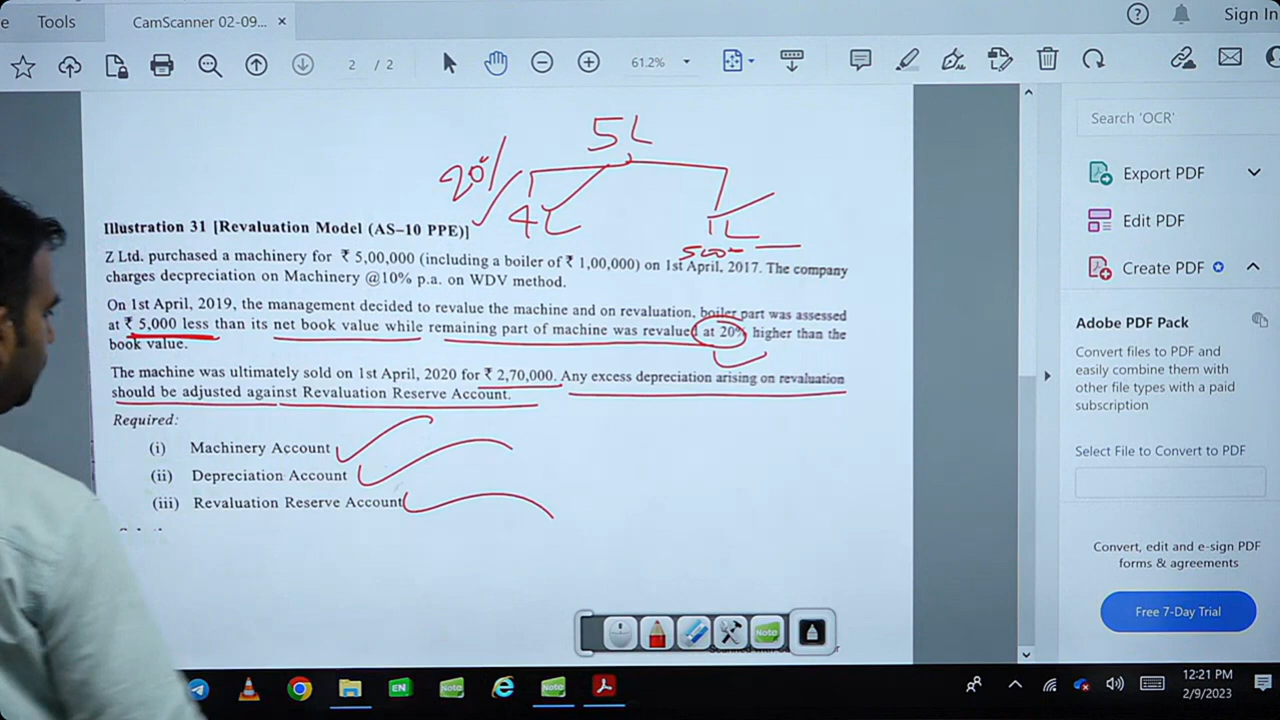 Tools
CamScanner 02-09...
×
?
Sign In
2 / 2
61.2%
5L
20%
4L
1L
5000
Illustration 31 [Revaluation Model (AS–10 PPE)]
Z Ltd. purchased a machinery for ₹ 5,00,000 (including a boiler of ₹ 1,00,000) on 1st April, 2017. The company
charges decpreciation on Machinery @10% p.a. on WDV method.
On 1st April, 2019, the management decided to revalue the machine and on revaluation, boiler part was assessed
at ₹ 5,000 less than its net book value while remaining part of machine was revalued at 20% higher than the
book value.
The machine was ultimately sold on 1st April, 2020 for ₹ 2,70,000. Any excess depreciation arising on revaluation
should be adjusted against Revaluation Reserve Account.
Required:
(i) Machinery Account
(ii) Depreciation Account
(iii) Revaluation Reserve Account
Search 'OCR'
Export PDF
Edit PDF
Create PDF
Adobe PDF Pack
Convert files to PDF and
easily combine them with
other file types with a paid
subscription
Select File to Convert to PDF
Convert, edit and e-sign PDF
forms & agreements
Free 7-Day Trial
Note
EN
Note
Note
12:21 PM
2/9/2023